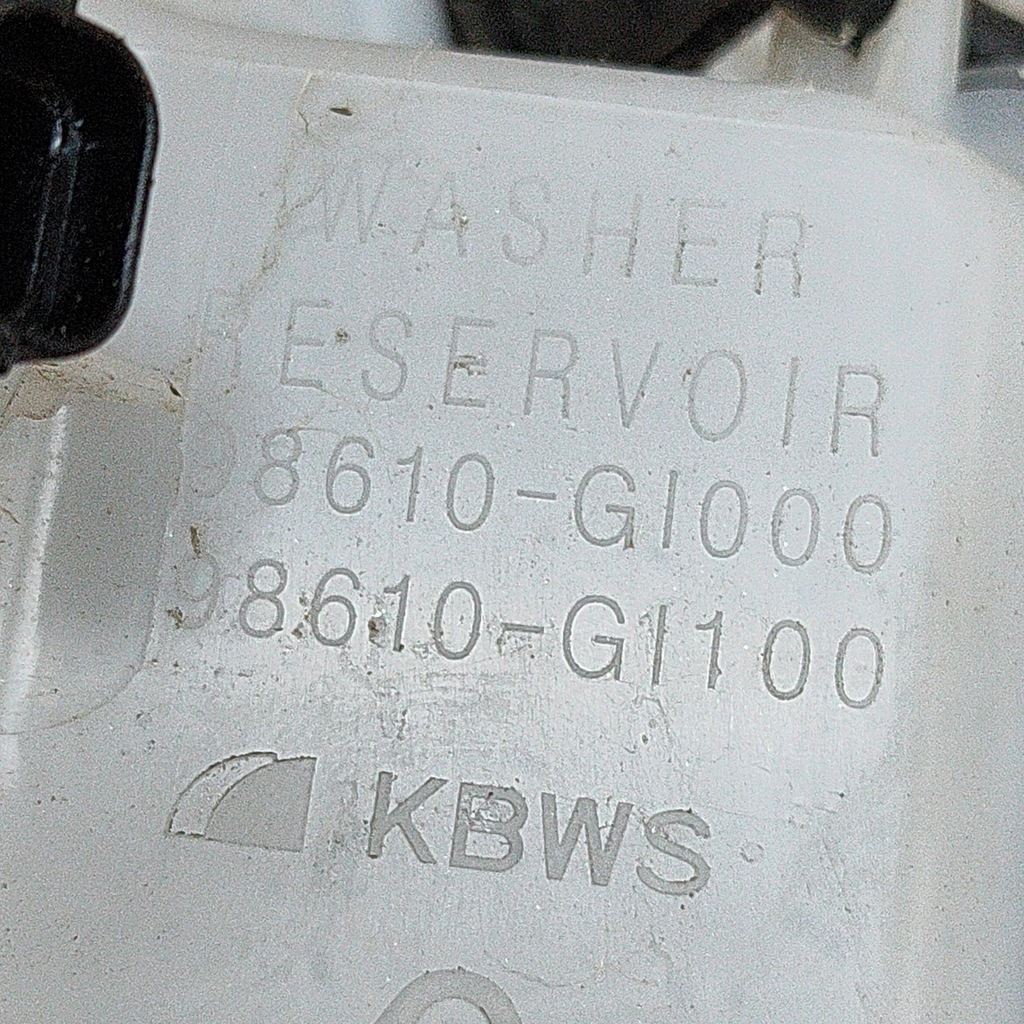 WASHER
RESERVOIR
98610-GI000
98610-GI100
KBWS